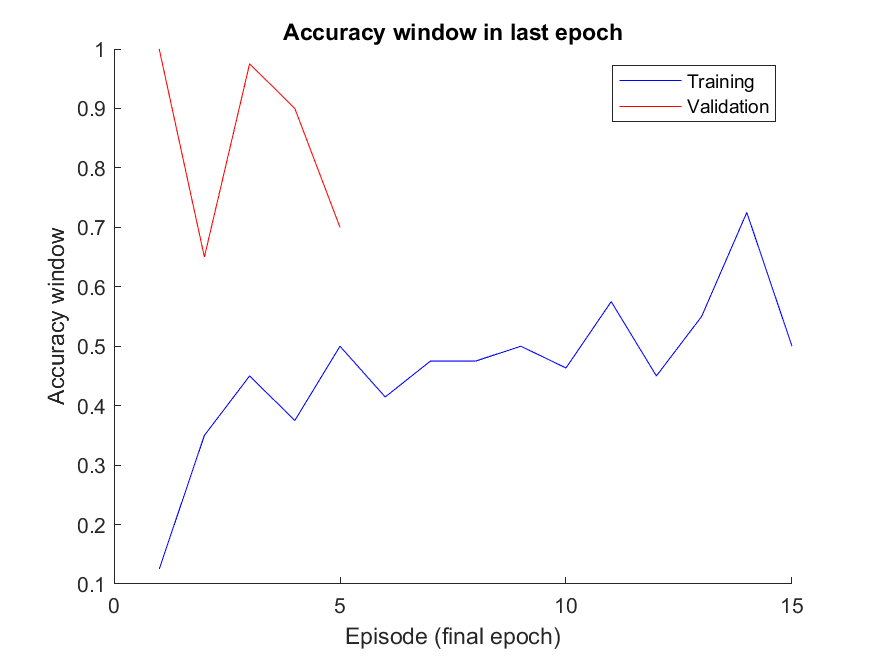 Accuracy window in last epoch
Training
Validation
Accuracy window
1
0.9
0.8
0.7
0.6
0.5
0.4
0.3
0.2
0.1
0
5
10
15
Episode (final epoch)